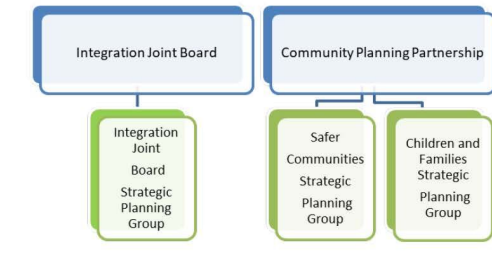 Integration Joint Board
Community Planning Partnership
Integration
Joint
Board
Strategic
Planning
Group
Safer
Communities
Strategic
Planning
Group
Children and
Families
Strategic
Planning
Group